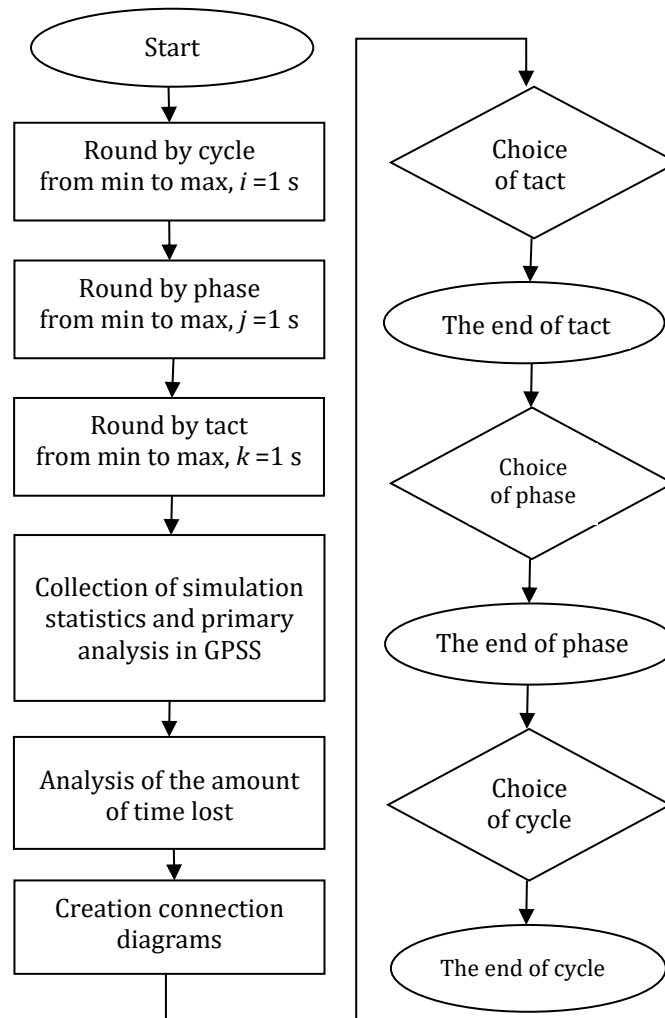 Start
Round by cycle
from min to max, i =1 s
Round by phase
from min to max, j =1 s
Round by tact
from min to max, k =1 s
Collection of simulation
statistics and primary
analysis in GPSS
Analysis of the amount
of time lost
Creation connection
diagrams
Choice
of tact
The end of tact
Choice
of phase
The end of phase
Choice
of cycle
The end of cycle